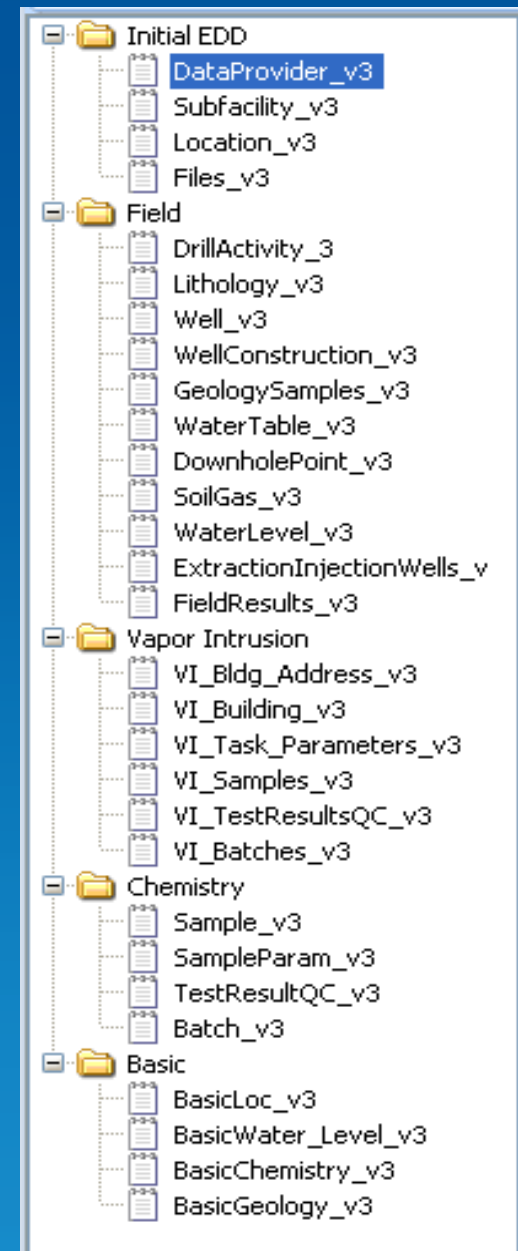 Initial EDD
DataProvider_v3
Subfacility_v3
Location_v3
Files_v3
Field
DrillActivity_3
Lithology_v3
Well_v3
WellConstruction_v3
GeologySamples_v3
WaterTable_v3
DownholePoint_v3
SoilGas_v3
WaterLevel_v3
ExtractionInjectionWells_v
FieldResults_v3
Vapor Intrusion
VI_Bldg_Address_v3
VI_Building_v3
VI_Task_Parameters_v3
VI_Samples_v3
VI_TestResultsQC_v3
VI_Batches_v3
Chemistry
Sample_v3
SampleParam_v3
TestResultQC_v3
Batch_v3
Basic
BasicLoc_v3
BasicWater_Level_v3
BasicChemistry_v3
BasicGeology_v3